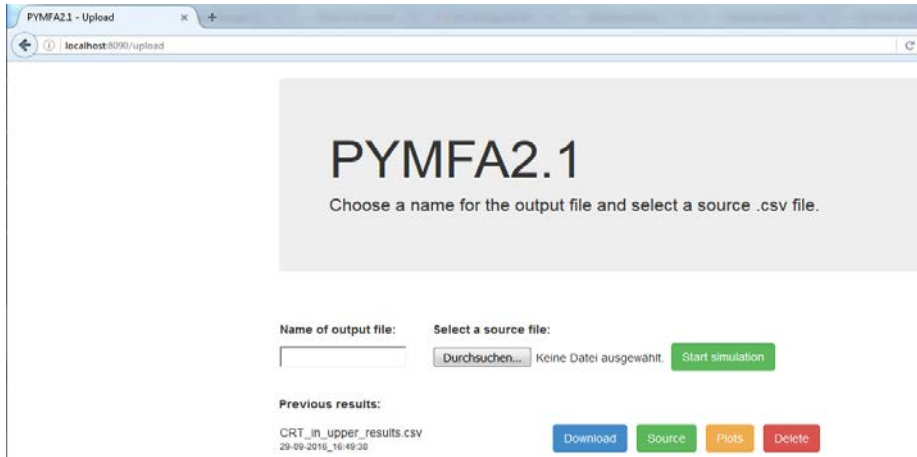 PYMFA2.1 - Upload × +
localhost:8090/upload
PYMFA2.1
Choose a name for the output file and select a source .csv file.
Name of output file: Select a source file:
Durchsuchen... Keine Datei ausgewählt. Start simulation
Previous results:
CRT_in_upper_results.csv
29-09-2016_16:49:38
Download Source Plots Delete